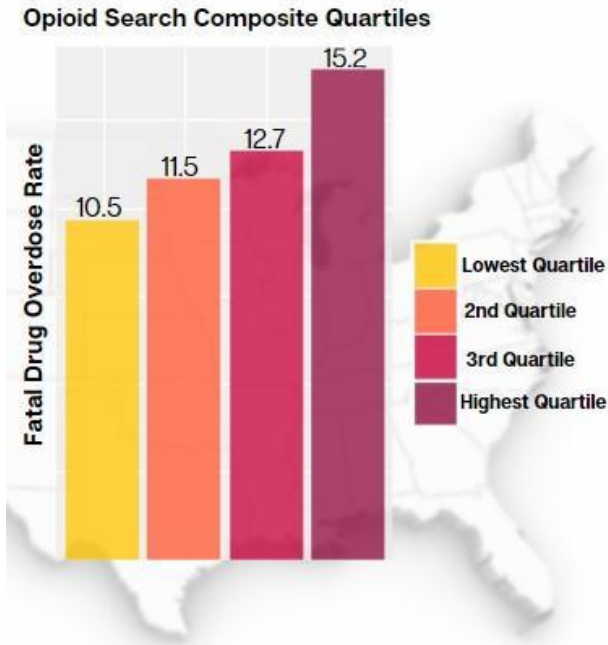 Opioid Search Composite Quartiles
15.2
12.7
11.5
10.5
Fatal Drug Overdose Rate
Lowest Quartile
2nd Quartile
3rd Quartile
Highest Quartile